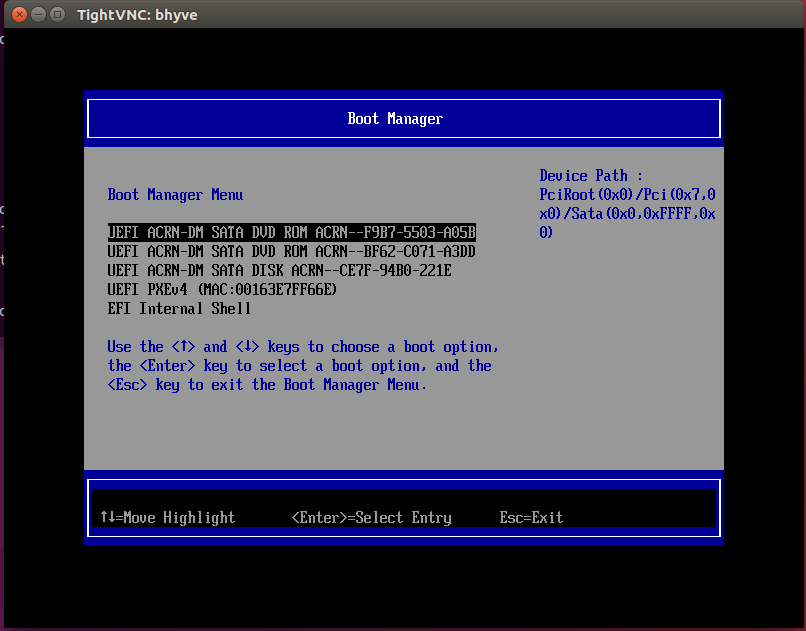 TightVNC: bhyve
Boot Manager
Device Path :
Boot Manager Menu
PciRoot(0x0)/Pci(0x7,0
x0)/Sata(0x0,0xFFFF,0x
0)
UEFI ACRN-DM SATA DVD ROM ACRN--F9B7-5503-A05B
UEFI ACRN-DM SATA DVD ROM ACRN--BF62-C071-A3DD
UEFI ACRN-DM SATA DISK ACRN--CE7F-94B0-221E
UEFI PXEv4 (MAC:00163E7FF66E)
EFI Internal Shell
Use the <↑> and <↓> keys to choose a boot option,
the <Enter> key to select a boot option, and the
<Esc> key to exit the Boot Manager Menu.
↑↓=Move Highlight <Enter>=Select Entry Esc=Exit